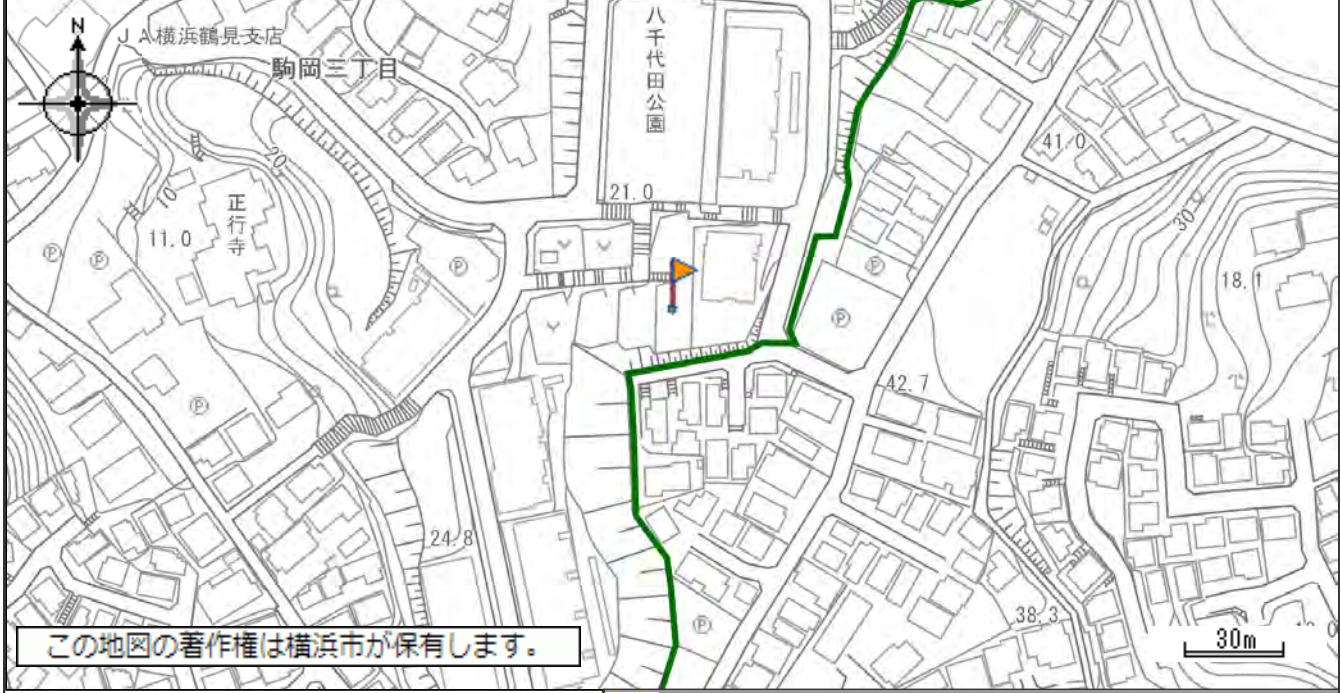 N
JA横浜鶴見支店
駒岡三丁目
八千代田公園
20
10
正行寺
11.0
21.0
41.0
30
18.1
42.7
24.8
38.3
P
P
P
P
P
P
P
この地図の著作権は横浜市が保有します。
30m